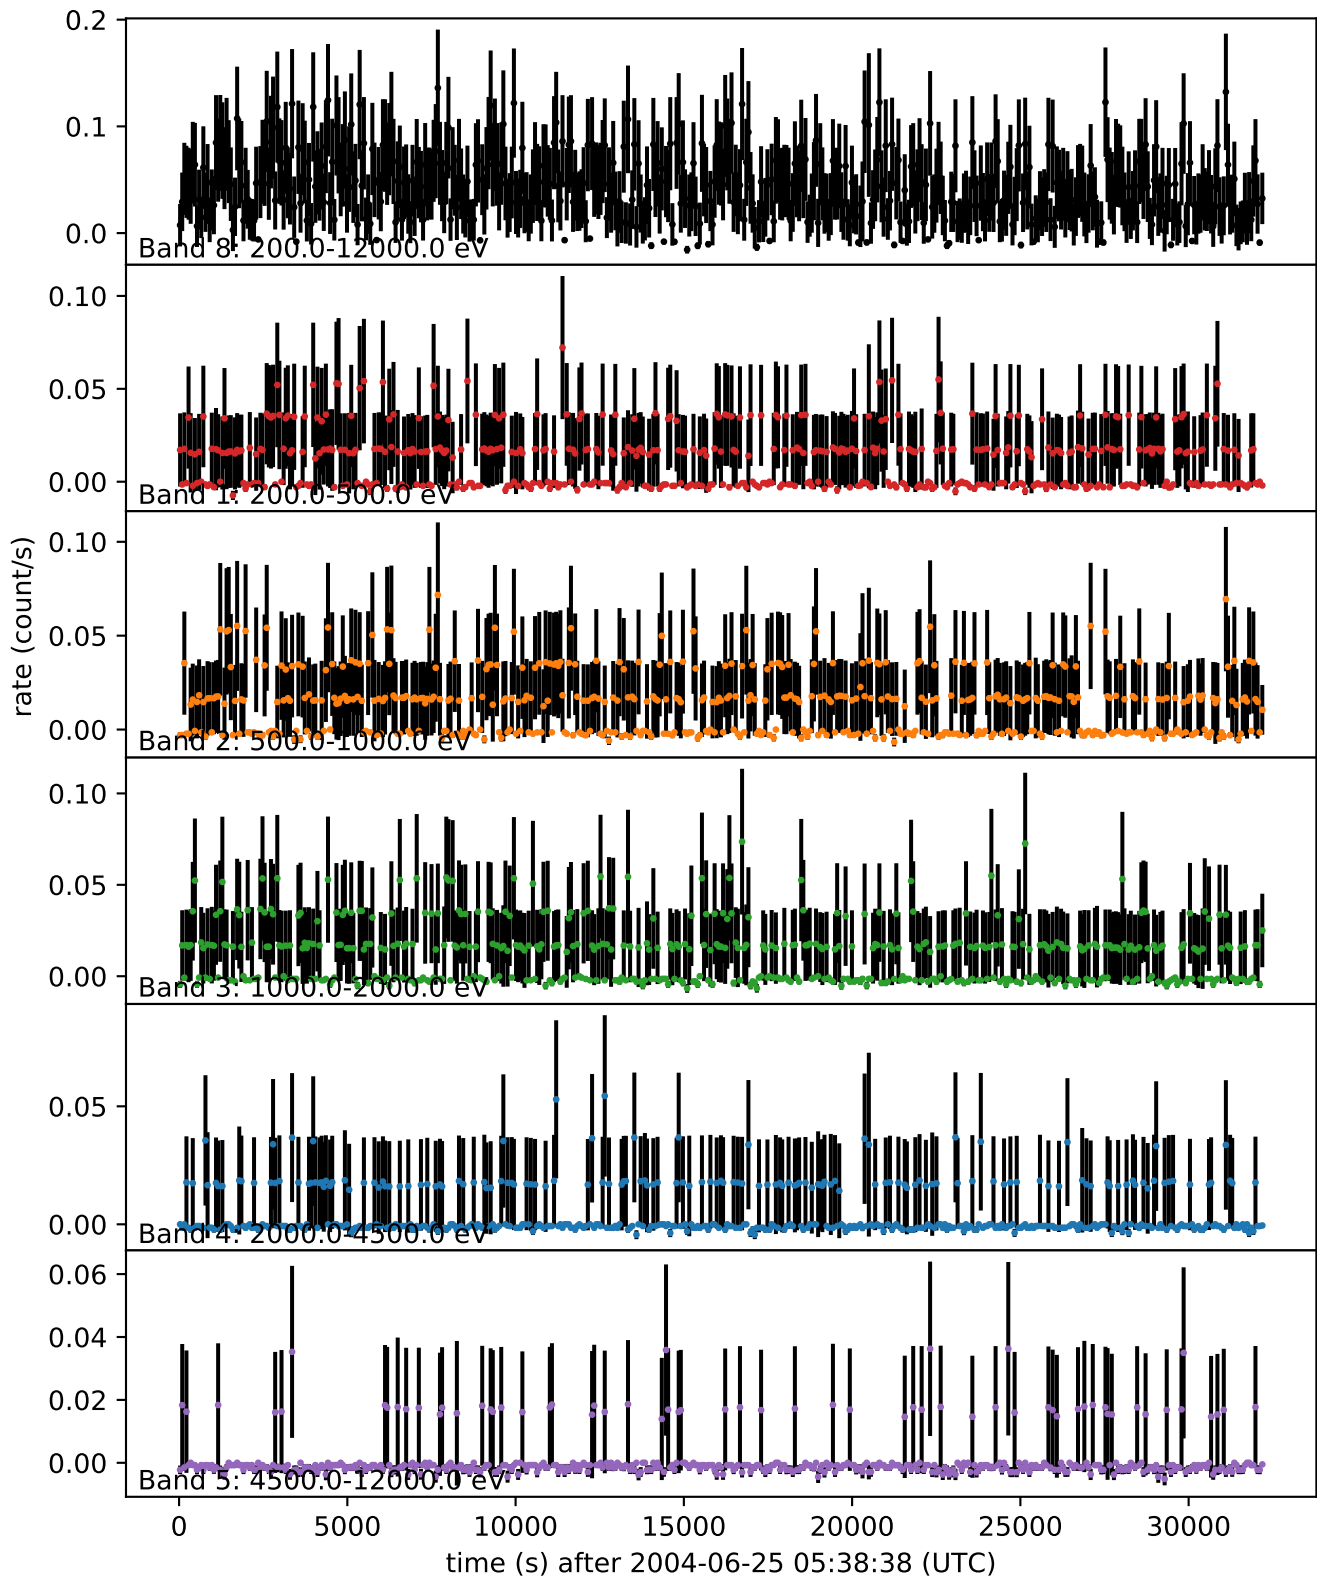 0.2
0.1
0.0
Band 8: 200.0-12000.0 eV
0.10
0.05
0.00
Band 1: 200.0-500.0 eV
0.10
0.05
0.00
Band 2: 500.0-1000.0 eV
rate (count/s)
0.10
0.05
0.00
Band 3: 1000.0-2000.0 eV
0.05
0.00
Band 4: 2000.0-4500.0 eV
0.06
0.04
0.02
0.00
Band 5: 4500.0-12000.0 eV
0 5000 10000 15000 20000 25000 30000
time (s) after 2004-06-25 05:38:38 (UTC)